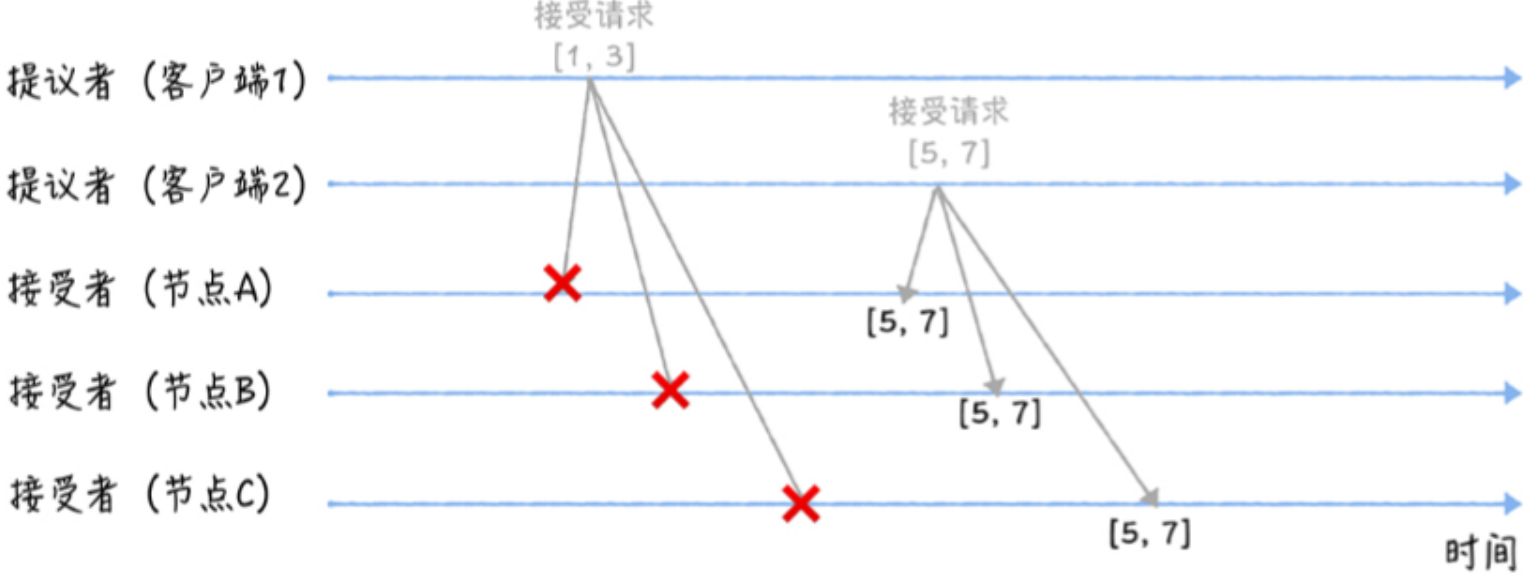 接受请求
[1, 3]
提议者（客户端1）
接受请求
[5, 7]
提议者（客户端2）
接受者（节点A）
[5, 7]
接受者（节点B）
[5, 7]
接受者（节点C）
[5, 7]
时间